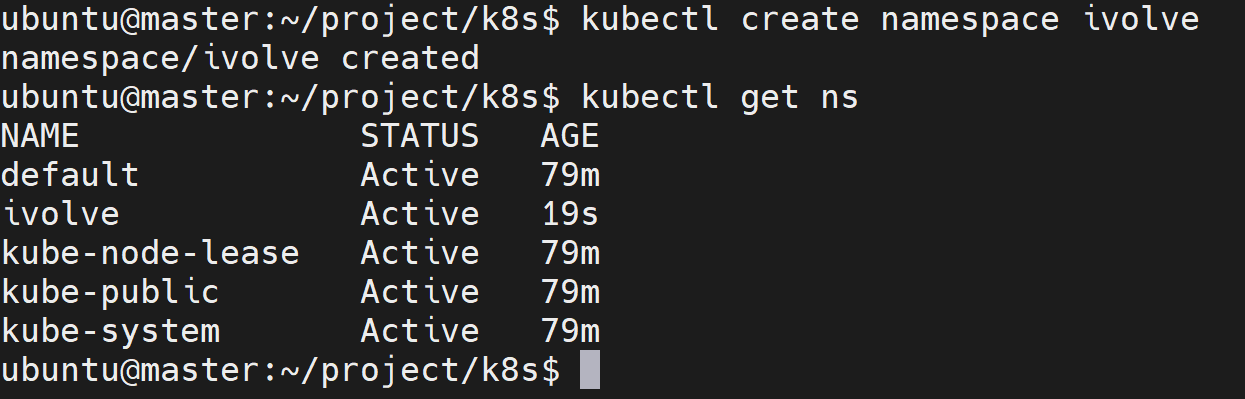 ubuntu@master:~/project/k8s$ kubectl create namespace ivolve
namespace/ivolve created
ubuntu@master:~/project/k8s$ kubectl get ns
NAME              STATUS   AGE
default           Active   79m
ivolve            Active   19s
kube-node-lease   Active   79m
kube-public       Active   79m
kube-system       Active   79m
ubuntu@master:~/project/k8s$